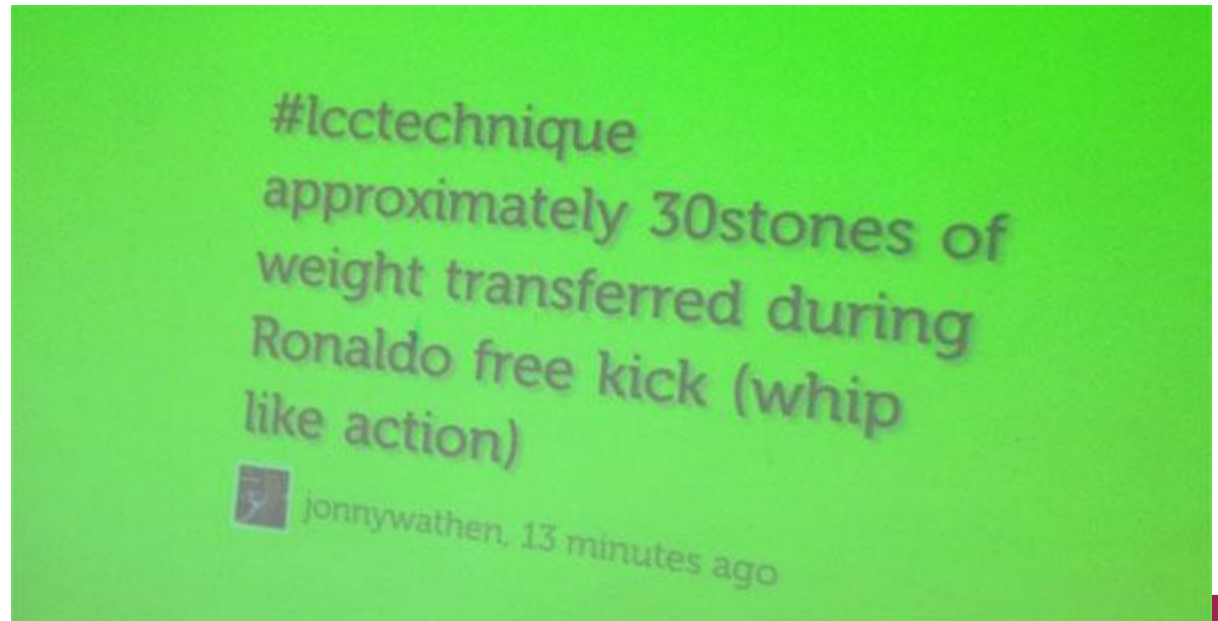 #lcctechnique
approximately 30stones of
weight transferred during
Ronaldo free kick (whip
like action)
jonnywathen, 13 minutes ago